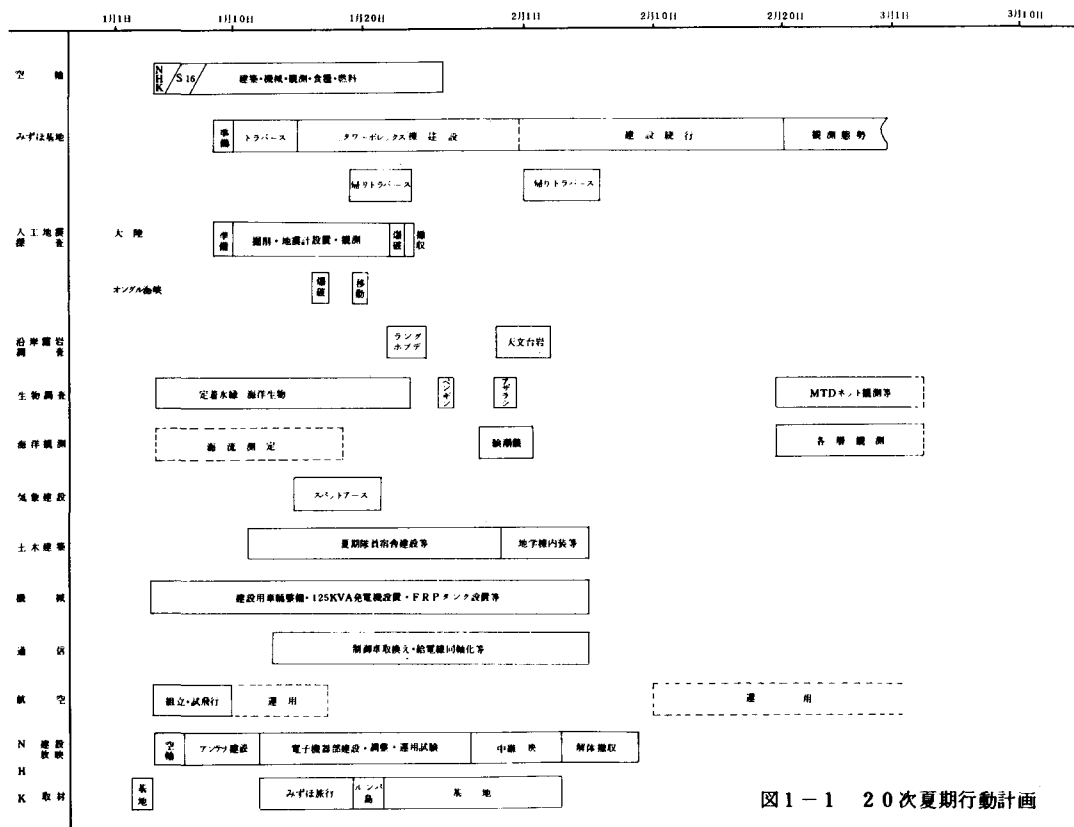 1月1日 1月10日 1月20日 2月1日 2月10日 2月20日 3月1日 3月10日
空輸 NHK S16 建築・機械・観測・食糧・燃料
みずほ基地 準備 トラバース タワーボレックス棟建設 建設続行 観測態勢
帰りトラバース 帰りトラバース
人工地震探査 大陸 準備 掘削・地震計設置・観測 爆破 撤収
オングル海峡 爆破 移動
沿岸露岩調査 ラングホブデ 天文台岩
生物調査 定着氷縁 海洋生物 ペンギン アザラシ MTDネット観測等
海洋観測 海流測定 検潮儀 各層観測
気象建設 スペットアース
土木建築 夏期隊員宿舎建設等 地学棟内装等
機械 建設用車輛整備・125KVA発電機設置・FRPタンク設置等
通信 制御卓取換え・給電線同軸化等
航空 組立・試飛行 運用 運用
NHK 建設放映 空輸 アンテナ建設 電子機器部建設・調整・運用試験 中継 映 解体撤収
取材 基地 みずほ旅行 ルンパ島 基地
図1-1 20次夏期行動計画